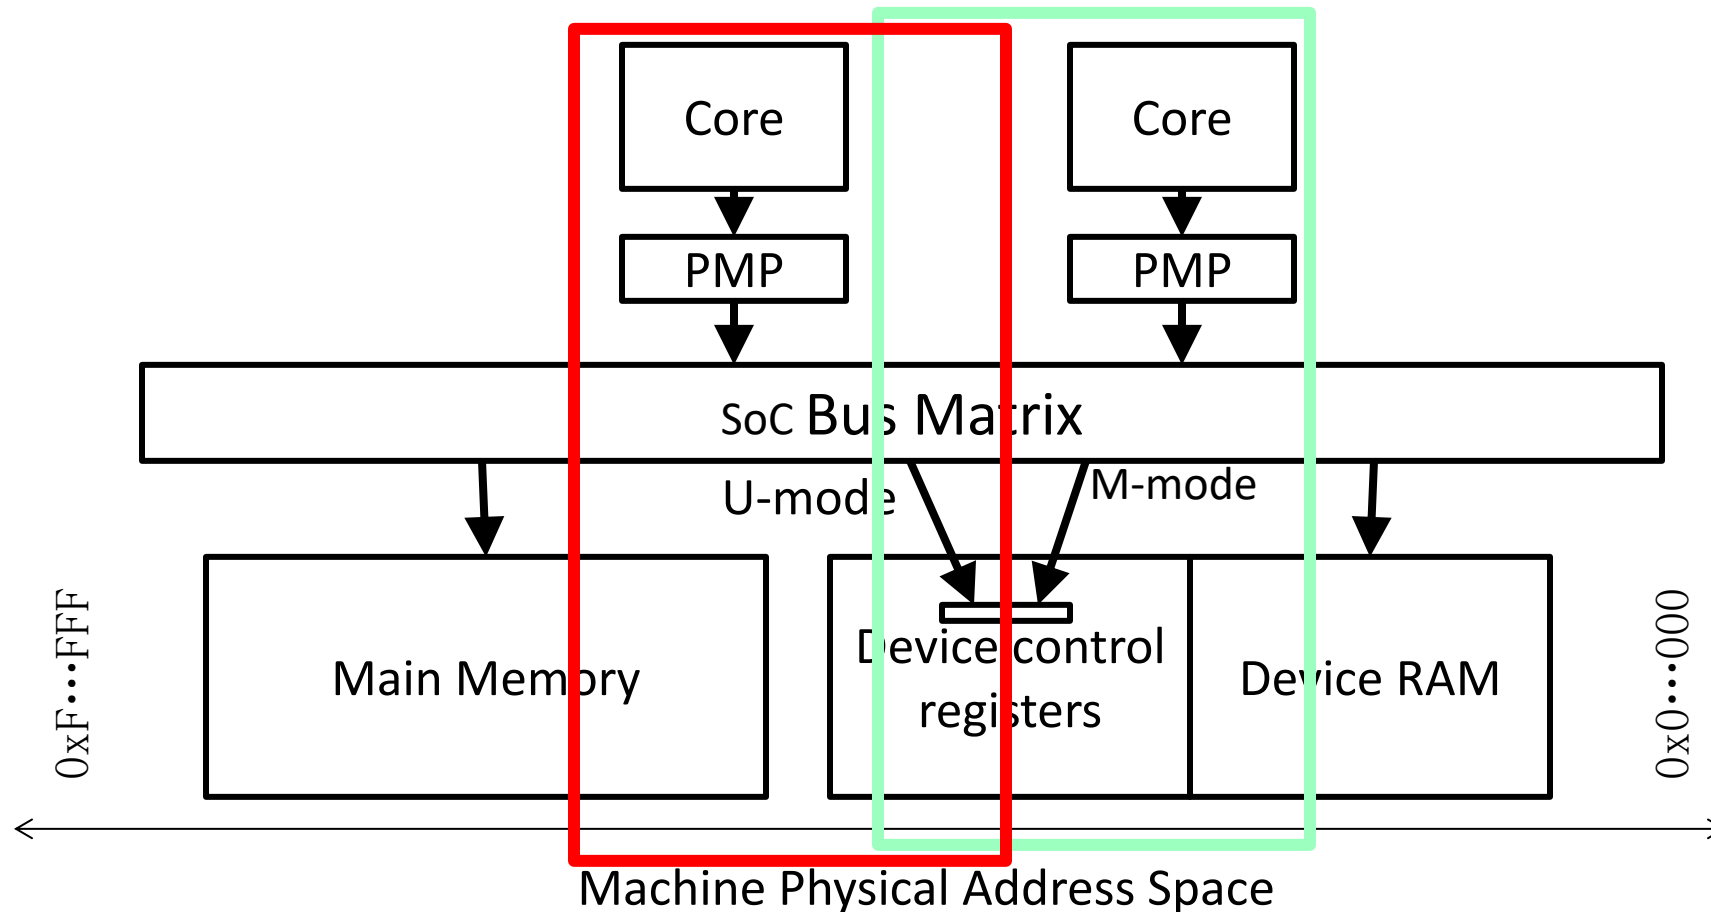 Core
Core
PMP
PMP
SoC Bus Matrix
U-mode
M-mode
0xF···FFF
Main Memory
Device control
registers
Device RAM
0x0···000
Machine Physical Address Space